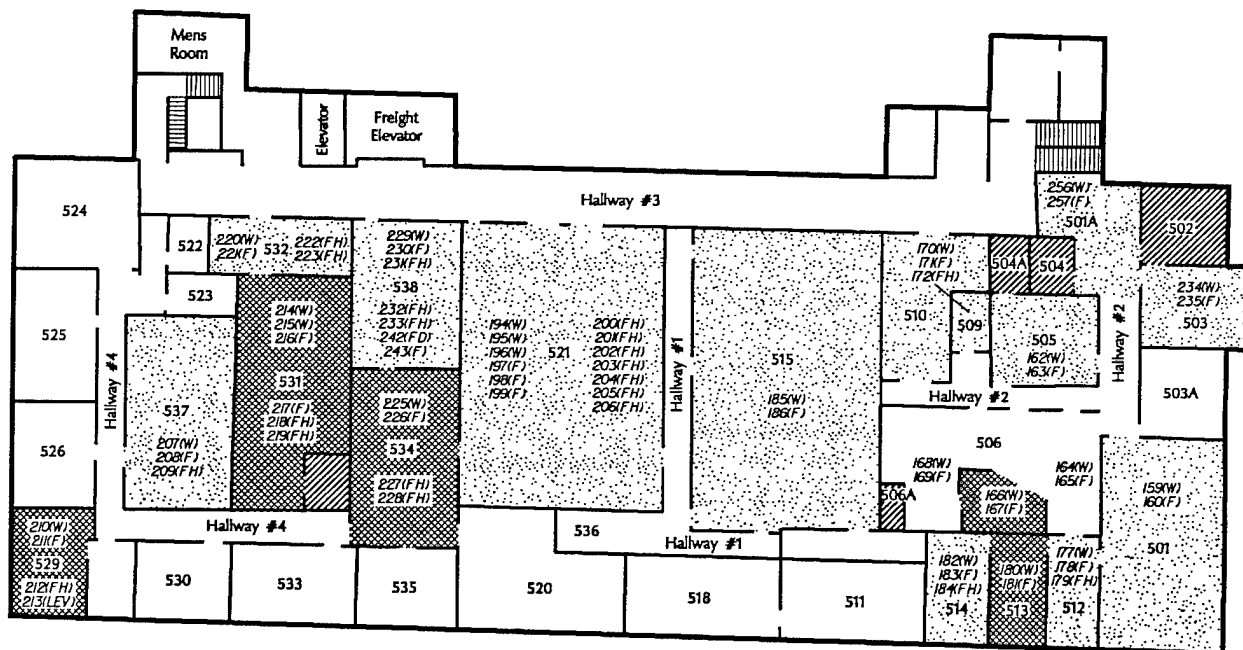 Mens
Room
Elevator
Freight
Elevator
Hallway #3
524
522
220(W)
221(F)
532
222(FH)
223(FH)
229(W)
230(F)
231(FH)
538
232(FH)
233(FH)
242(FD)
243(F)
523
525
526
Hallway #4
537
207(W)
208(F)
209(FH)
214(W)
215(W)
216(F)
531
217(F)
218(FH)
219(FH)
225(W)
226(F)
534
227(FH)
228(FH)
194(W)
195(W)
196(W)
197(F)
198(F)
199(F)
521
200(FH)
201(FH)
202(FH)
203(FH)
204(FH)
205(FH)
206(FH)
Hallway #1
515
185(W)
186(F)
170(W)
171(F)
172(FH)
510
509
504A
504
505
162(W)
163(F)
256(W)
257(F)
501A
502
Hallway #2
234(W)
235(F)
503
503A
Hallway #2
506
168(W)
169(F)
506A
166(W)
167(F)
164(W)
165(F)
159(W)
160(F)
501
Hallway #4
210(W)
211(F)
529
212(FH)
213(LEV)
530
533
535
520
536
Hallway #1
518
511
182(W)
183(F)
184(FH)
514
180(W)
181(F)
513
177(W)
178(F)
179(FH)
512